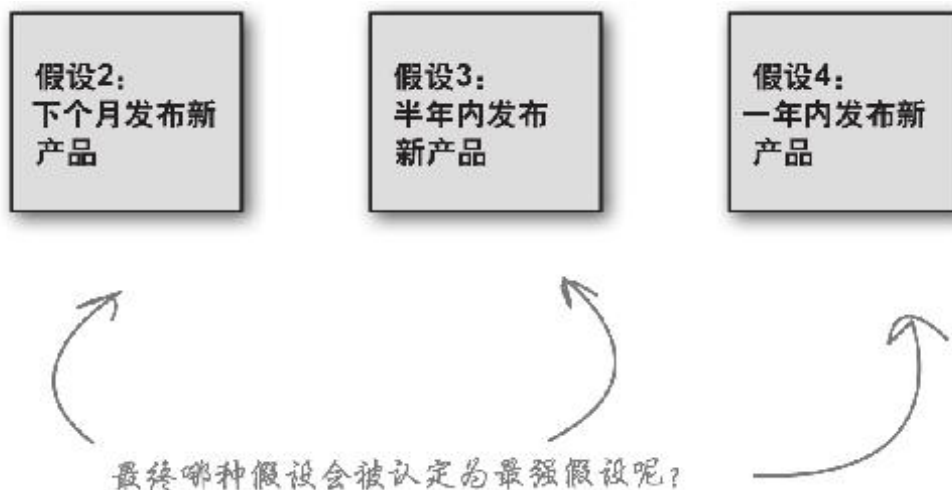 假设2：
下个月发布新
产品
假设3：
半年内发布
新产品
假设4：
一年内发布新
产品
最终哪种假设会被认定为最强假设呢?